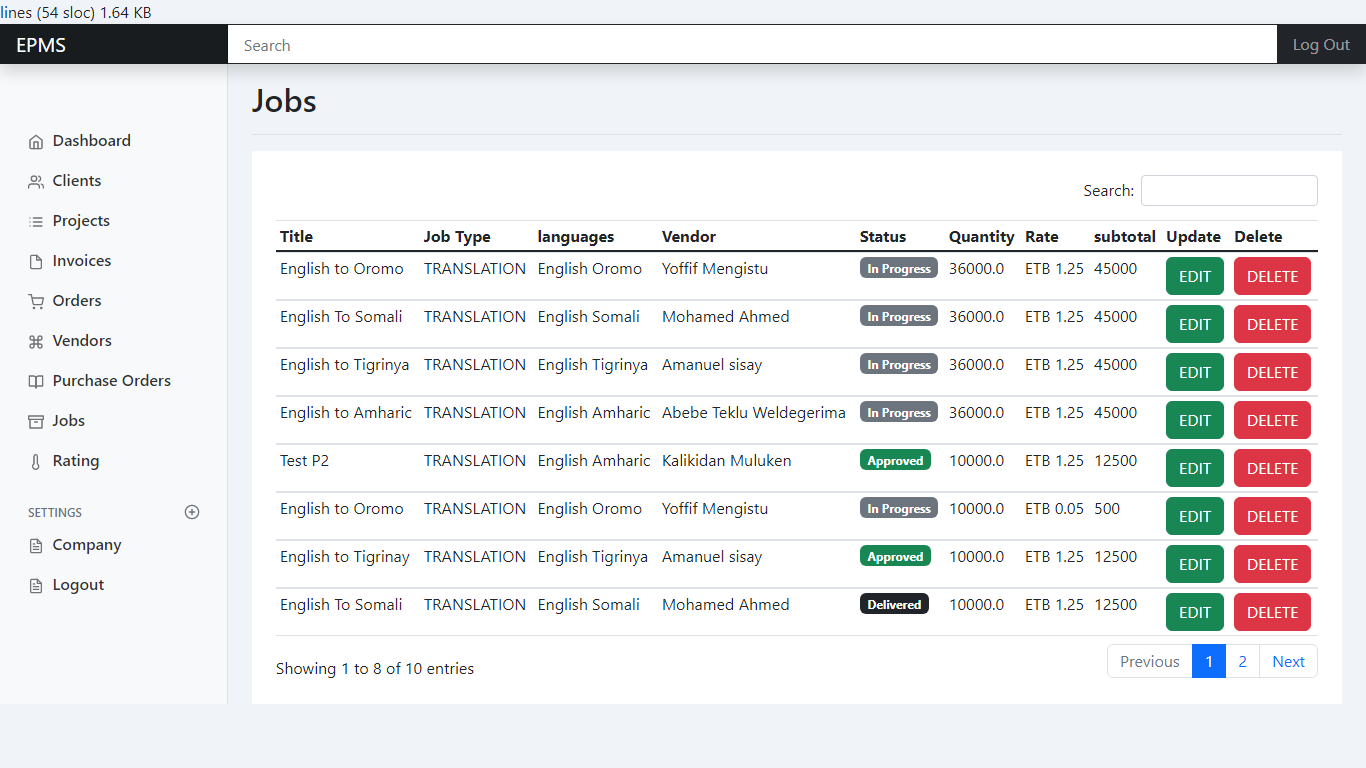 lines (54 sloc) 1.64 KB
EPMS Search Log Out
Jobs
Dashboard
Clients
Projects
Invoices
Orders
Vendors
Purchase Orders
Jobs
Rating
SETTINGS
Company
Logout
Search:
Title Job Type languages Vendor Status Quantity Rate subtotal Update Delete
English to Oromo TRANSLATION English Oromo Yoffif Mengistu In Progress 36000.0 ETB 1.25 45000 EDIT DELETE
English To Somali TRANSLATION English Somali Mohamed Ahmed In Progress 36000.0 ETB 1.25 45000 EDIT DELETE
English to Tigrinya TRANSLATION English Tigrinya Amanuel sisay In Progress 36000.0 ETB 1.25 45000 EDIT DELETE
English to Amharic TRANSLATION English Amharic Abebe Teklu Weldegerima In Progress 36000.0 ETB 1.25 45000 EDIT DELETE
Test P2 TRANSLATION English Amharic Kalikidan Muluken Approved 10000.0 ETB 1.25 12500 EDIT DELETE
English to Oromo TRANSLATION English Oromo Yoffif Mengistu In Progress 10000.0 ETB 0.05 500 EDIT DELETE
English to Tigrinay TRANSLATION English Tigrinya Amanuel sisay Approved 10000.0 ETB 1.25 12500 EDIT DELETE
English To Somali TRANSLATION English Somali Mohamed Ahmed Delivered 10000.0 ETB 1.25 12500 EDIT DELETE
Showing 1 to 8 of 10 entries
Previous 1 2 Next